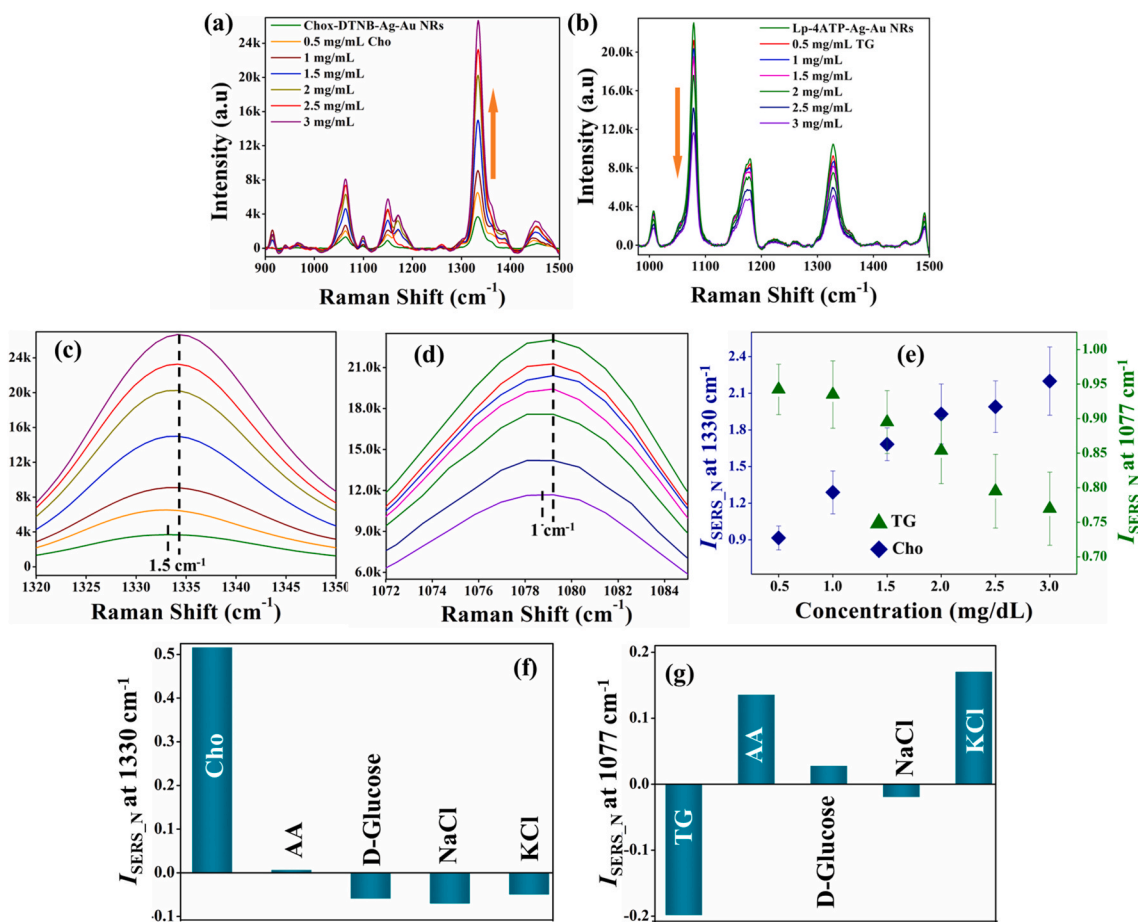 (a)
Chox-DTNB-Ag-Au NRs
0.5 mg/mL Cho
1 mg/mL
1.5 mg/mL
2 mg/mL
2.5 mg/mL
3 mg/mL
24k
20k
16k
12k
8k
4k
0
Intensity (a.u)
900 1000 1100 1200 1300 1400 1500
Raman Shift (cm-1)
(b)
Lp-4ATP-Ag-Au NRs
0.5 mg/mL TG
1 mg/mL
1.5 mg/mL
2 mg/mL
2.5 mg/mL
3 mg/mL
20.0k
16.0k
12.0k
8.0k
4.0k
0.0
Intensity (a.u)
1000 1100 1200 1300 1400 1500
Raman Shift (cm-1)
(c)
24k
20k
16k
12k
8k
4k
0
1.5 cm-1
1320 1325 1330 1335 1340 1345 1350
Raman Shift (cm-1)
(d)
21.0k
18.0k
15.0k
12.0k
9.0k
6.0k
1 cm-1
1072 1074 1076 1078 1080 1082 1084
Raman Shift (cm-1)
(e)
2.4
2.1
1.8
1.5
1.2
0.9
ISERS_N at 1330 cm-1
1.00
0.95
0.90
0.85
0.80
0.75
0.70
ISERS_N at 1077 cm-1
TG
Cho
0.5 1.0 1.5 2.0 2.5 3.0
Concentration (mg/dL)
(f)
0.5
0.4
0.3
0.2
0.1
0.0
-0.1
ISERS_N at 1330 cm-1
Cho
AA
D-Glucose
NaCl
KCl
(g)
0.2
0.1
0.0
-0.1
-0.2
ISERS_N at 1077 cm-1
TG
AA
D-Glucose
NaCl
KCl